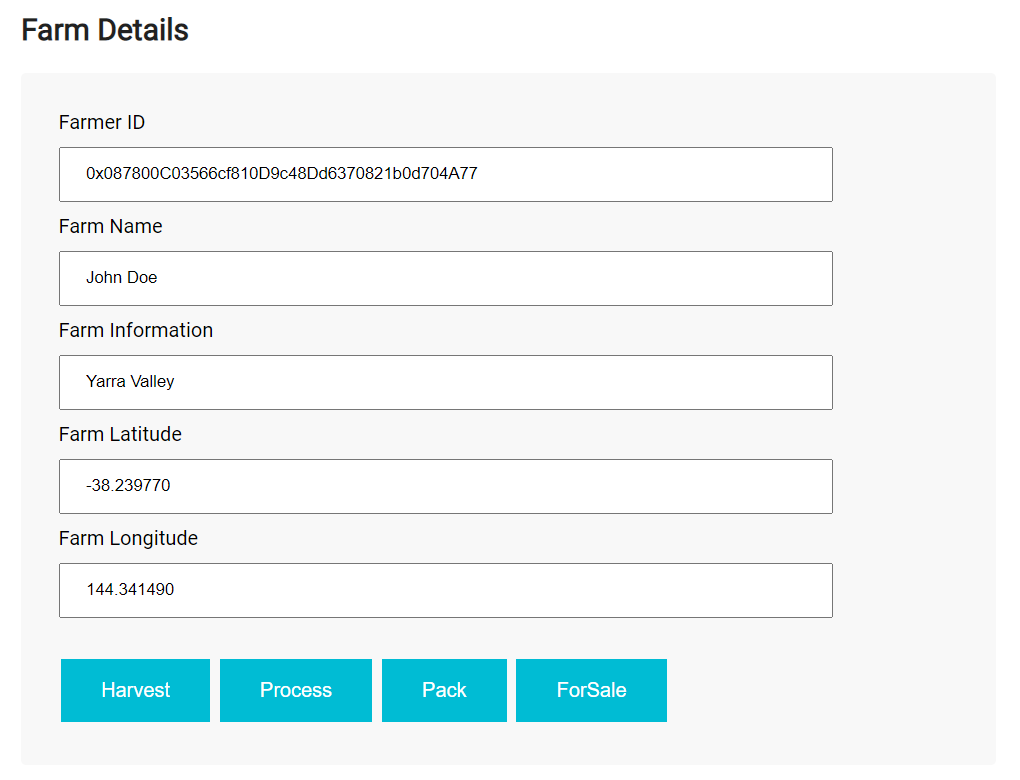 Farm Details
Farmer ID
0x087800C03566cf810D9c48Dd6370821b0d704A77
Farm Name
John Doe
Farm Information
Yarra Valley
Farm Latitude
-38.239770
Farm Longitude
144.341490
Harvest Process Pack ForSale